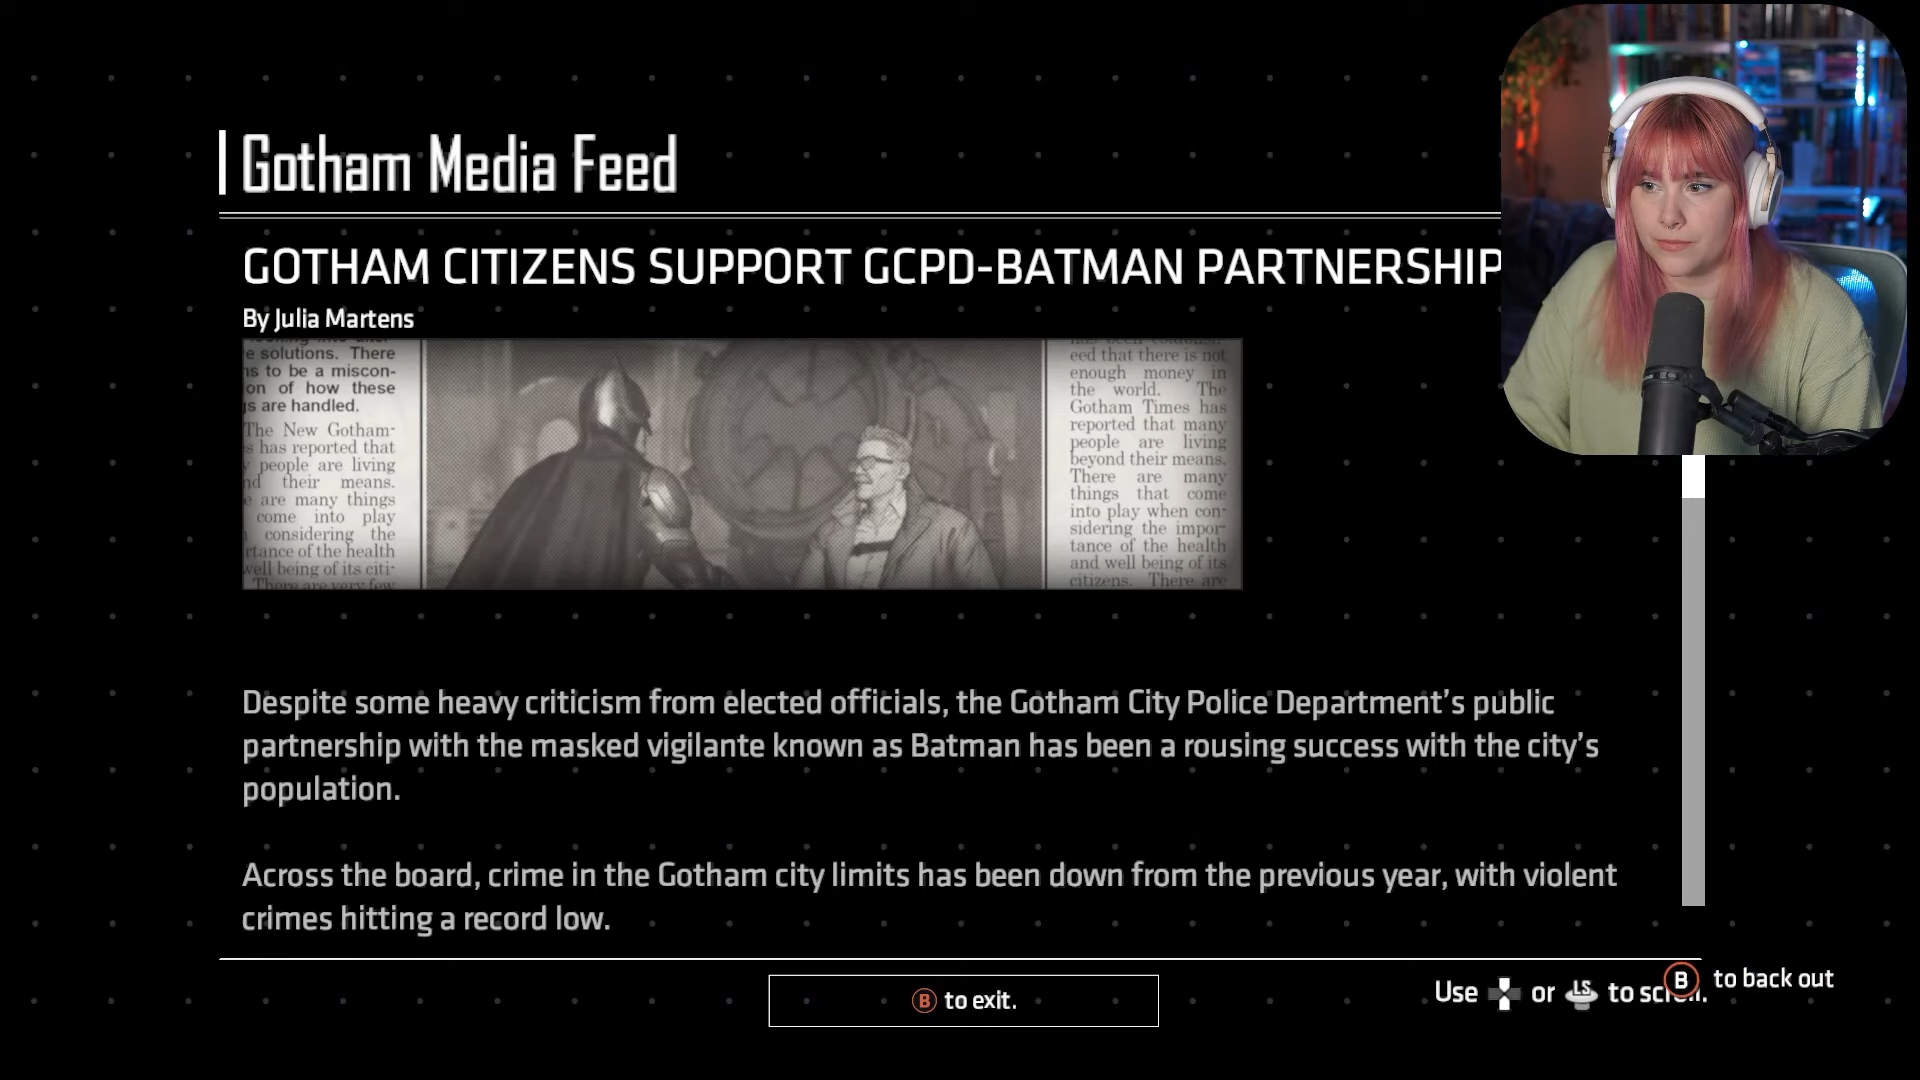 Gotham Media Feed
GOTHAM CITIZENS SUPPORT GCPD-BATMAN PARTNERSHIP
By Julia Martens
e solutions. There
to be a miscon-
on of how these
are handled.
The New Gotham-
has reported that
people are living
their means.
are many things
come into play
considering the
rtance of the health
well being of its citi-
There are very few
eed that there is not
enough money in
the world. The
Gotham Times has
reported that many
people are living
beyond their means.
There are many
things that come
into play when con-
sidering the impor-
tance of the health
and well being of its
citizens. There are
Despite some heavy criticism from elected officials, the Gotham City Police Department’s public
partnership with the masked vigilante known as Batman has been a rousing success with the city’s
population.
Across the board, crime in the Gotham city limits has been down from the previous year, with violent
crimes hitting a record low.
B to exit.
Use or LS to scroll.
B to back out